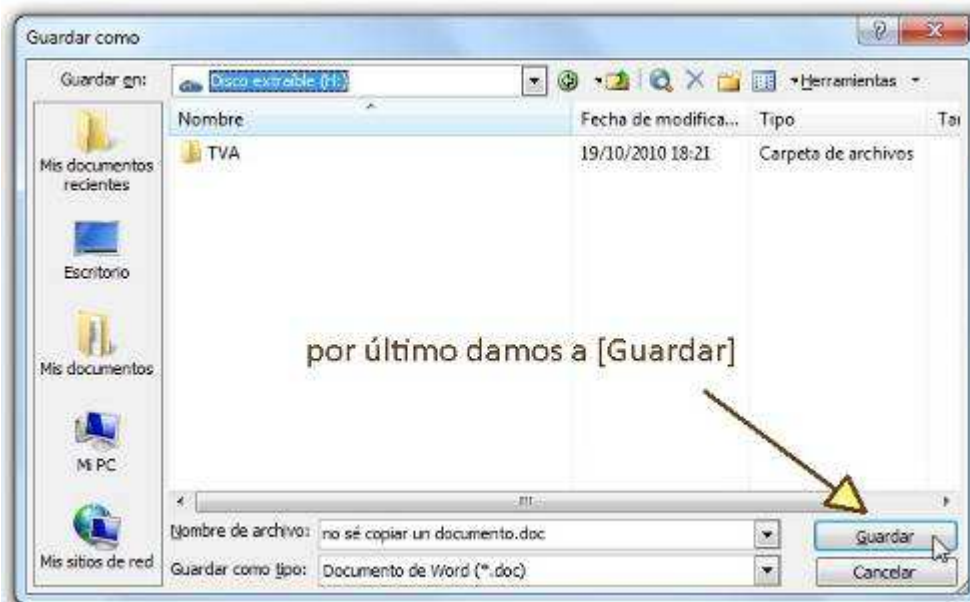 Guardar como
Guardar en: Disco extraíble (H:) Herramientas
Nombre Fecha de modifica... Tipo Tar
TVA 19/10/2010 18:21 Carpeta de archivos
Mis documentos
recientes
Escritorio
Mis documentos
Mi PC
Mis sitios de red
por último damos a [Guardar]
Nombre de archivo: no sé copiar un documento.doc Guardar
Guardar como tipo: Documento de Word (*.doc) Cancelar